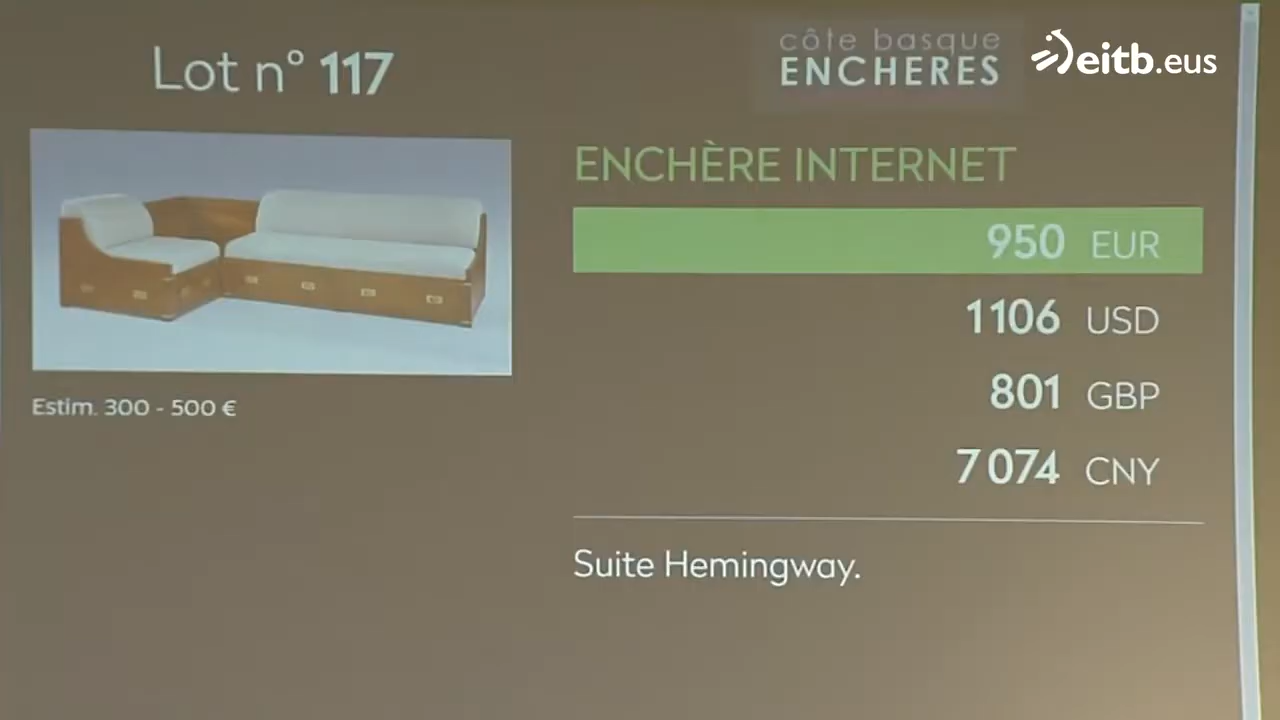 Lot n° 117
côte basque
ENCHERES
eitb.eus
ENCHÈRE INTERNET
950 EUR
1106 USD
801 GBP
7 074 CNY
Estim. 300 - 500 €
Suite Hemingway.